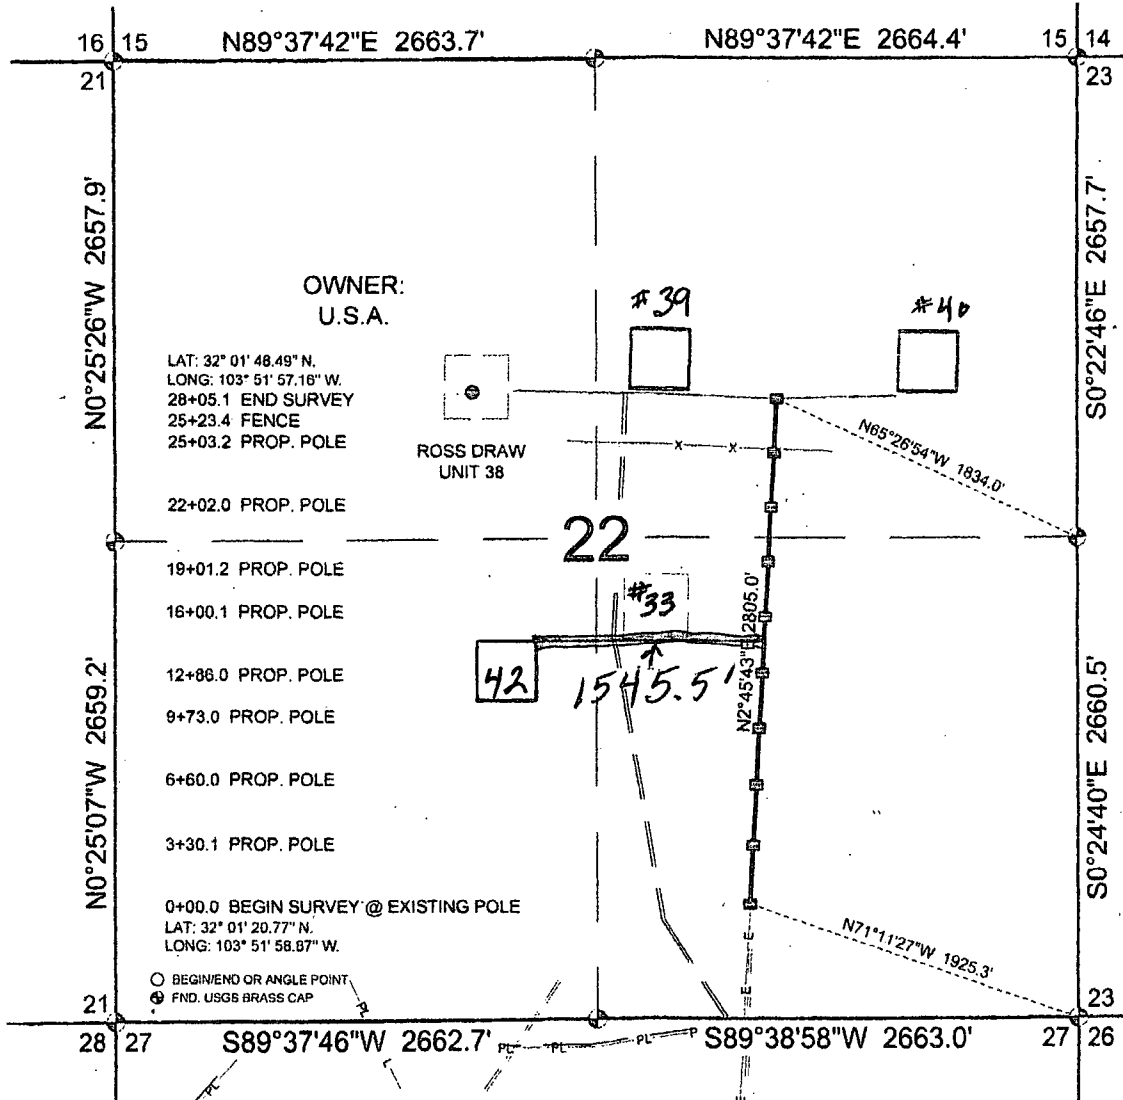 16 15 N89°37'42"E 2663.7' N89°37'42"E 2664.4' 15 14
21 23
N0°25'26"W 2657.9'
S0°22'46"E 2657.7'
OWNER:
U.S.A.
#39
#40
LAT: 32° 01' 48.49" N.
LONG: 103° 51' 57.16" W.
28+05.1 END SURVEY
25+23.4 FENCE
25+03.2 PROP. POLE
ROSS DRAW
UNIT 38
X X
N65°26'54"W 1834.0'
22+02.0 PROP. POLE
22
19+01.2 PROP. POLE
#33
16+00.1 PROP. POLE
N2°45'43"W 2805.0'
42
1545.5'
12+86.0 PROP. POLE
9+73.0 PROP. POLE
N0°25'07"W 2659.2'
S0°24'40"E 2660.5'
6+60.0 PROP. POLE
3+30.1 PROP. POLE
0+00.0 BEGIN SURVEY @ EXISTING POLE
LAT: 32° 01' 20.77" N.
LONG: 103° 51' 58.87" W.
N71°11'27"W 1925.3'
E
E
BEGIN/END OR ANGLE POINT
FND. USGS BRASS CAP
21 23
28 27 S89°37'46"W 2662.7' S89°38'58"W 2663.0' 27 26
PL PL PL P
PL